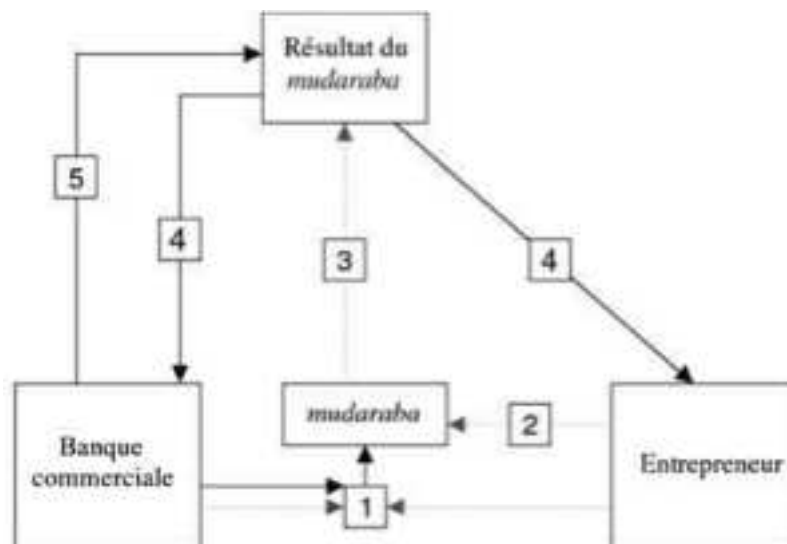 Résultat du
mudaraba
5
4
3
4
mudaraba
2
Banque
commerciale
Entrepreneur
1